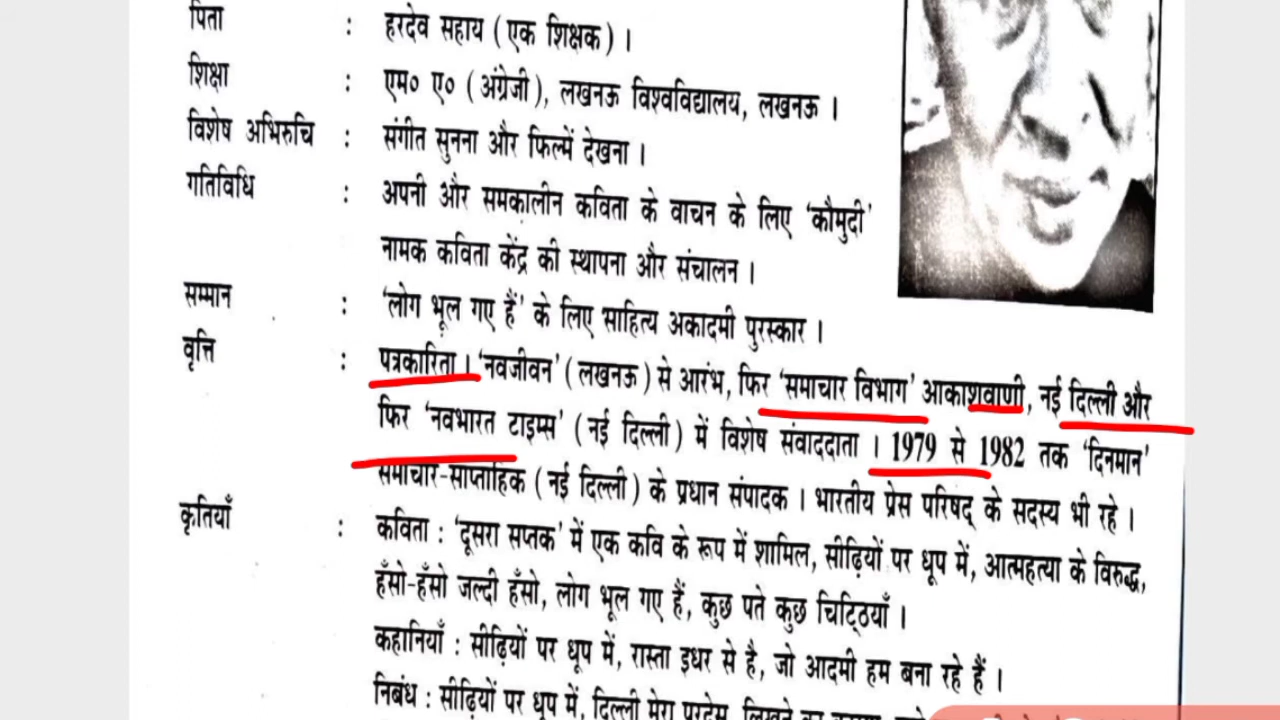 पिता : हरदेव सहाय (एक शिक्षक) ।
शिक्षा : एम० ए० (अंग्रेजी), लखनऊ विश्वविद्यालय, लखनऊ ।
विशेष अभिरुचि : संगीत सुनना और फिल्में देखना ।
गतिविधि : अपनी और समकालीन कविता के वाचन के लिए 'कौमुदी'
नामक कविता केंद्र की स्थापना और संचालन ।
सम्मान : 'लोग भूल गए हैं' के लिए साहित्य अकादमी पुरस्कार ।
वृत्ति : पत्रकारिता । 'नवजीवन' (लखनऊ) से आरंभ, फिर 'समाचार विभाग' आकाशवाणी, नई दिल्ली और
फिर 'नवभारत टाइम्स' (नई दिल्ली) में विशेष संवाददाता । 1979 से 1982 तक 'दिनमान'
समाचार-साप्ताहिक (नई दिल्ली) के प्रधान संपादक । भारतीय प्रेस परिषद् के सदस्य भी रहे ।
कृतियाँ : कविता : 'दूसरा सप्तक' में एक कवि के रूप में शामिल, सीढ़ियों पर धूप में, आत्महत्या के विरुद्ध,
हँसो-हँसो जल्दी हँसो, लोग भूल गए हैं, कुछ पते कुछ चिट्ठियाँ ।
कहानियाँ : सीढ़ियों पर धूप में, रास्ता इधर से है, जो आदमी हम बना रहे हैं ।
निबंध : सीढ़ियों पर धूप में, दिल्ली मेरा परदेस, लिखने का